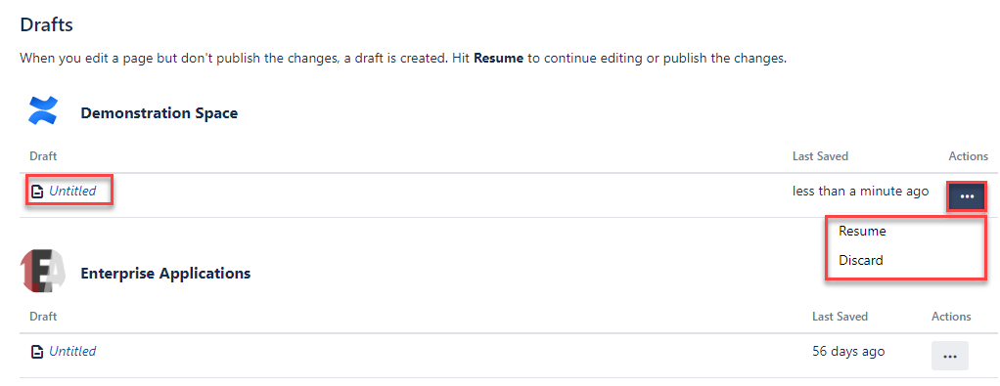 Drafts
When you edit a page but don't publish the changes, a draft is created. Hit Resume to continue editing or publish the changes.
Demonstration Space
Draft Last Saved Actions
Untitled less than a minute ago ...
Resume
Discard
EA
Enterprise Applications
Draft Last Saved Actions
Untitled 56 days ago ...